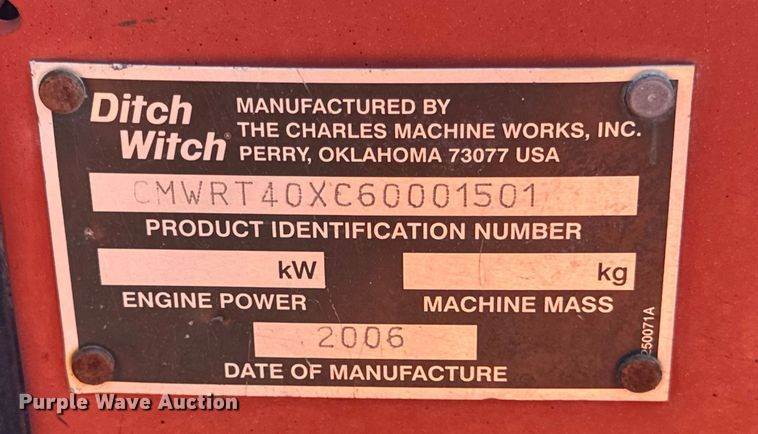 Ditch Witch®
MANUFACTURED BY
THE CHARLES MACHINE WORKS, INC.
PERRY, OKLAHOMA 73077 USA
CMWRT40XC60001501
PRODUCT IDENTIFICATION NUMBER
kW
kg
ENGINE POWER
MACHINE MASS
2006
DATE OF MANUFACTURE
250071A
Purple Wave Auction